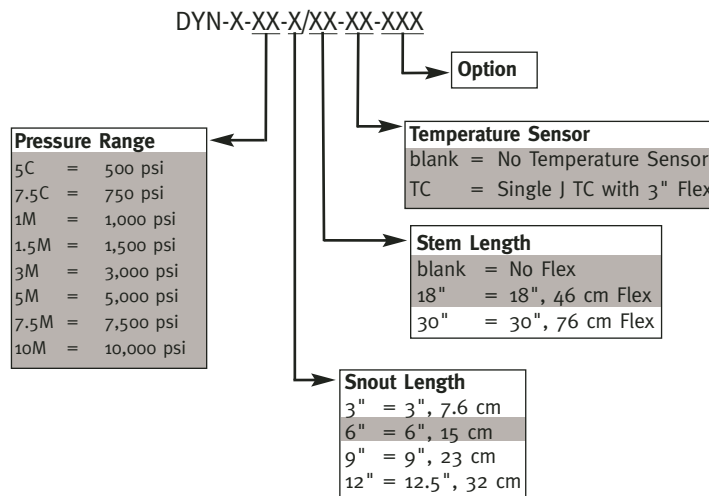 DYN-X-XX-X/XX-XX-XXX
Option
Pressure Range
5C = 500 psi
7.5C = 750 psi
1M = 1,000 psi
1.5M = 1,500 psi
3M = 3,000 psi
5M = 5,000 psi
7.5M = 7,500 psi
10M = 10,000 psi
Temperature Sensor
blank = No Temperature Sensor
TC = Single J TC with 3" Flex
Stem Length
blank = No Flex
18" = 18", 46 cm Flex
30" = 30", 76 cm Flex
Snout Length
3" = 3", 7.6 cm
6" = 6", 15 cm
9" = 9", 23 cm
12" = 12.5", 32 cm